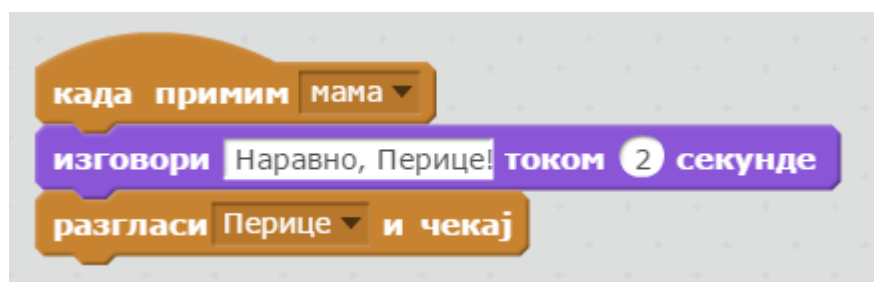 када примим мама
изговори Наравно, Перице! током 2 секунде
разгласи Перице и чекај